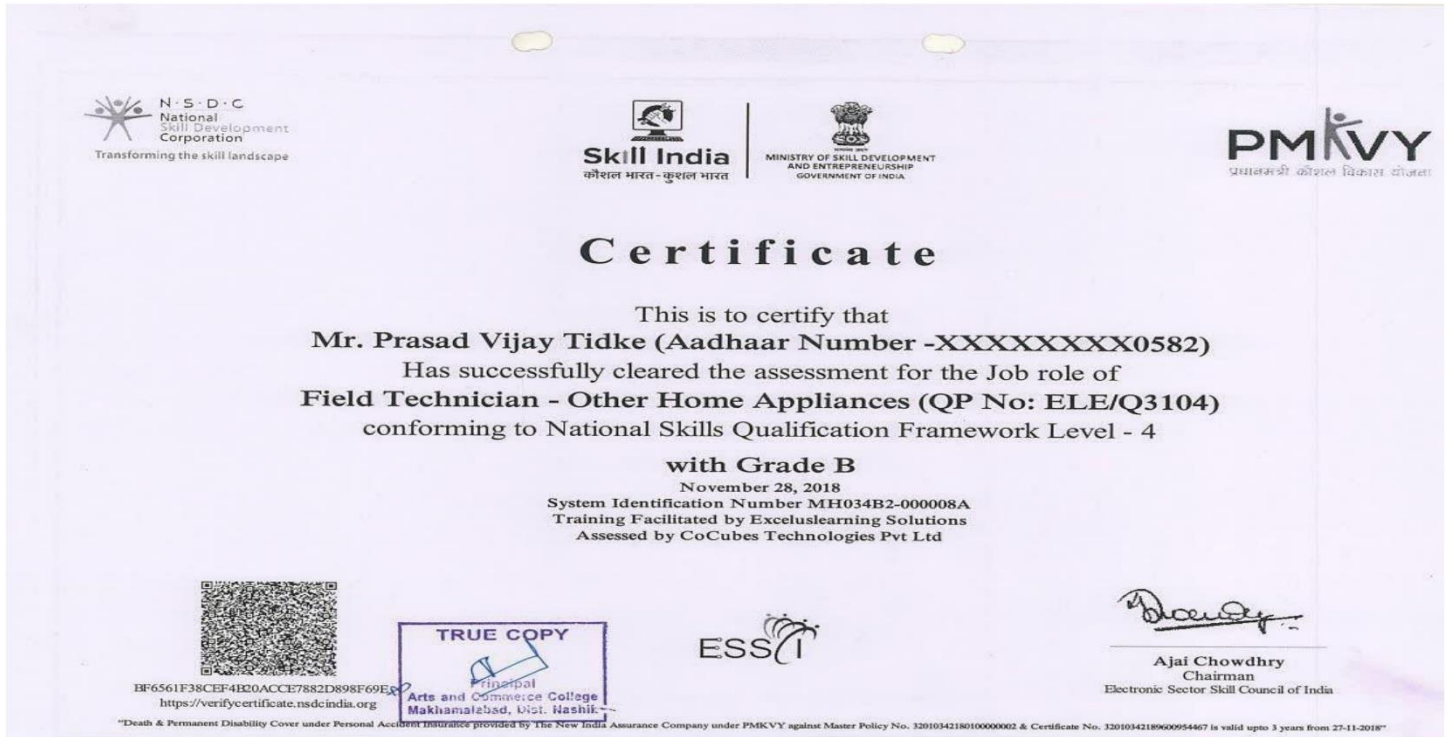 N·S·D·C
National
Skill Development
Corporation
Transforming the skill landscape
Skill India
कौशल भारत-कुशल भारत
MINISTRY OF SKILL DEVELOPMENT
AND ENTREPRENEURSHIP
GOVERNMENT OF INDIA
PMKVY
प्रधानमंत्री कौशल विकास योजना
Certificate
This is to certify that
Mr. Prasad Vijay Tidke (Aadhaar Number -XXXXXXXX0582)
Has successfully cleared the assessment for the Job role of
Field Technician - Other Home Appliances (QP No: ELE/Q3104)
conforming to National Skills Qualification Framework Level - 4
with Grade B
November 28, 2018
System Identification Number MH034B2-000008A
Training Facilitated by Exceluslearning Solutions
Assessed by CoCubes Technologies Pvt Ltd
BF6561F38CEF4B20ACCE7882D898F69E
https://verifycertificate.nsdcindia.org
TRUE COPY
Principal
Arts and Commerce College
Makhamalabad, Dist. Nashik
ESSCI
Ajai Chowdhry
Chairman
Electronic Sector Skill Council of India
"Death & Permanent Disability Cover under Personal Accident Insurance provided by The New India Assurance Company under PMKVY against Master Policy No. 32010342180100000002 & Certificate No. 32010342189600954467 is valid upto 3 years from 27-11-2018"